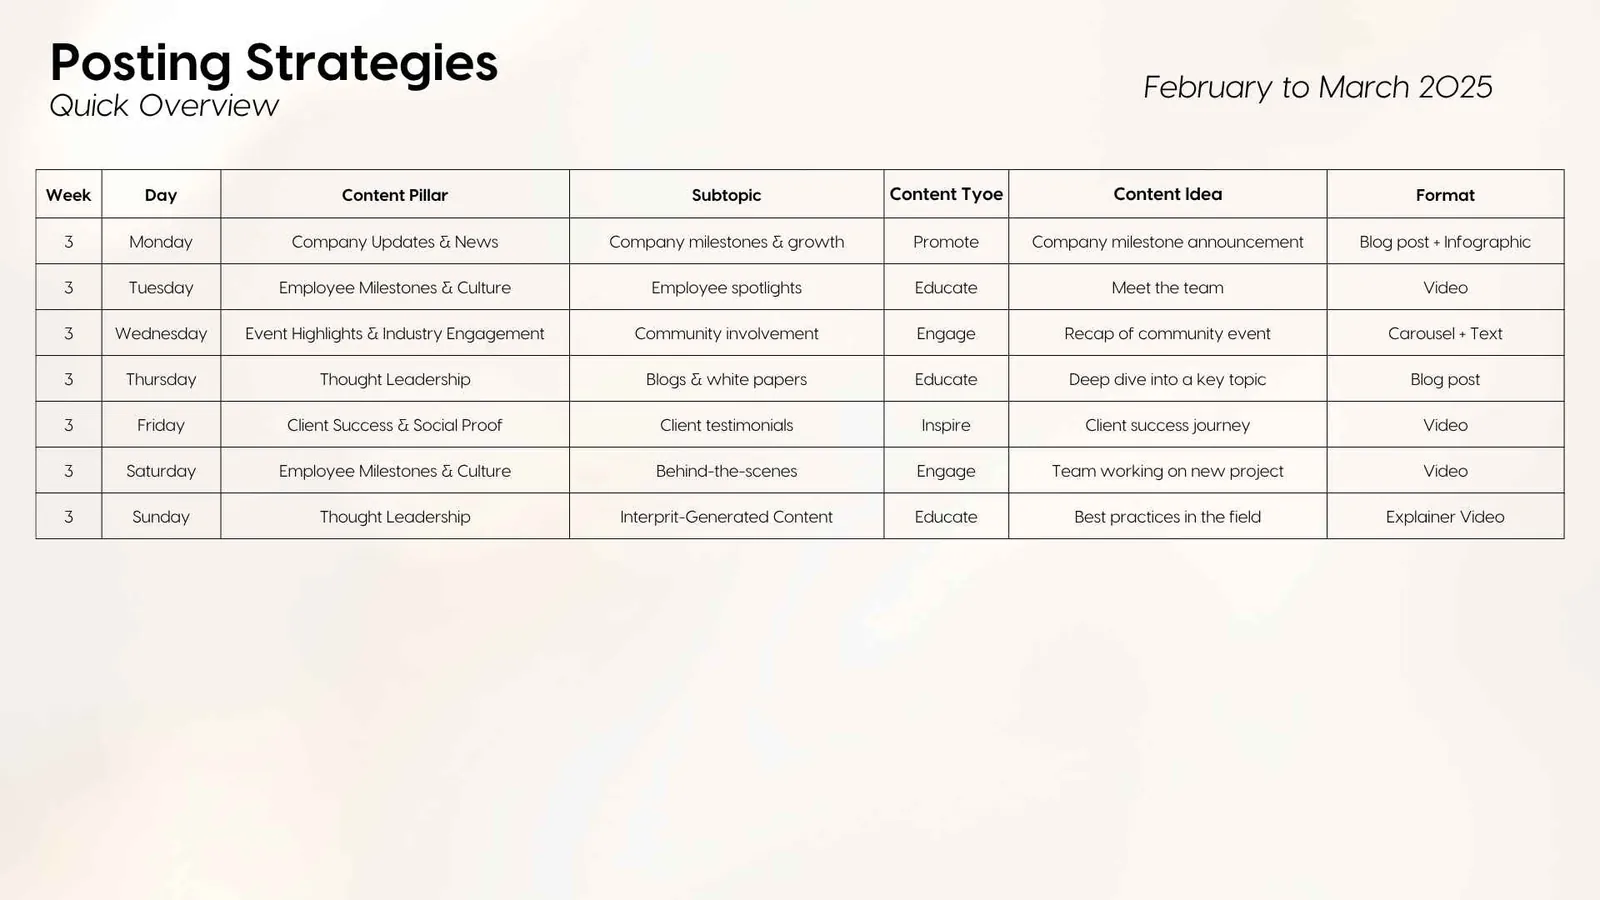 Posting Strategies
Quick Overview
February to March 2025
Week Day Content Pillar Subtopic Content Tyoe Content Idea Format
3 Monday Company Updates & News Company milestones & growth Promote Company milestone announcement Blog post + Infographic
3 Tuesday Employee Milestones & Culture Employee spotlights Educate Meet the team Video
3 Wednesday Event Highlights & Industry Engagement Community involvement Engage Recap of community event Carousel + Text
3 Thursday Thought Leadership Blogs & white papers Educate Deep dive into a key topic Blog post
3 Friday Client Success & Social Proof Client testimonials Inspire Client success journey Video
3 Saturday Employee Milestones & Culture Behind-the-scenes Engage Team working on new project Video
3 Sunday Thought Leadership Interprit-Generated Content Educate Best practices in the field Explainer Video